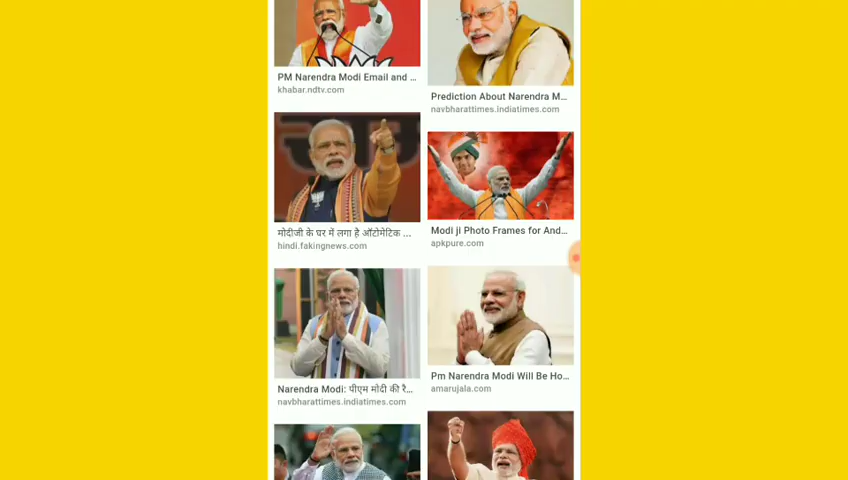 PM Narendra Modi Email and ...
khabar.ndtv.com
Prediction About Narendra M...
navbharattimes.indiatimes.com
मोदीजी के घर में लगा है ऑटोमेटिक ...
hindi.fakingnews.com
Modi ji Photo Frames for And...
apkpure.com
Narendra Modi: पीएम मोदी की रै...
navbharattimes.indiatimes.com
Pm Narendra Modi Will Be Ho...
amarujala.com